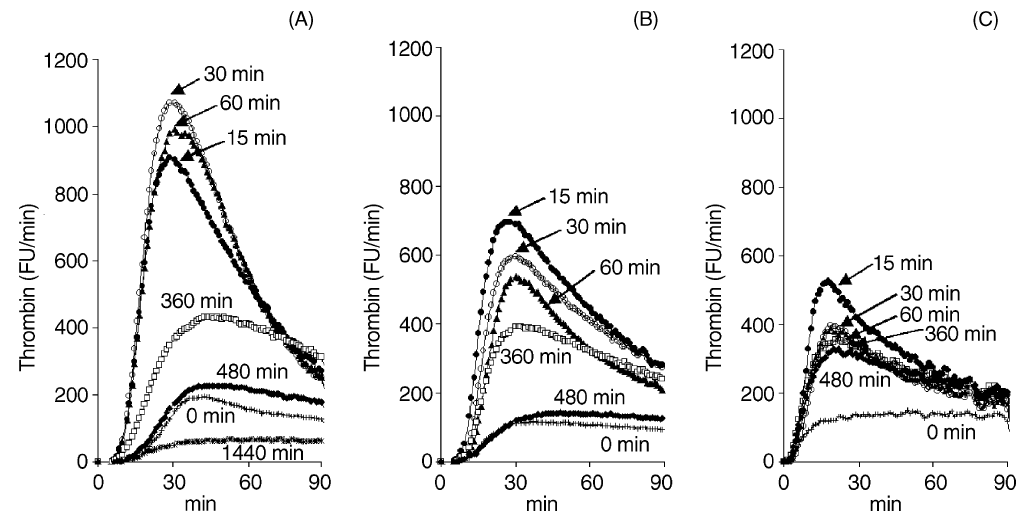 (A)
1200
1000
800
600
400
200
0
Thrombin (FU/min)
30 min
60 min
15 min
360 min
480 min
0 min
1440 min
0 30 60 90
min
(B)
1200
1000
800
600
400
200
0
Thrombin (FU/min)
15 min
30 min
60 min
360 min
480 min
0 min
0 30 60 90
min
(C)
1200
1000
800
600
400
200
0
Thrombin (FU/min)
15 min
30 min
60 min
360 min
480 min
0 min
0 30 60 90
min